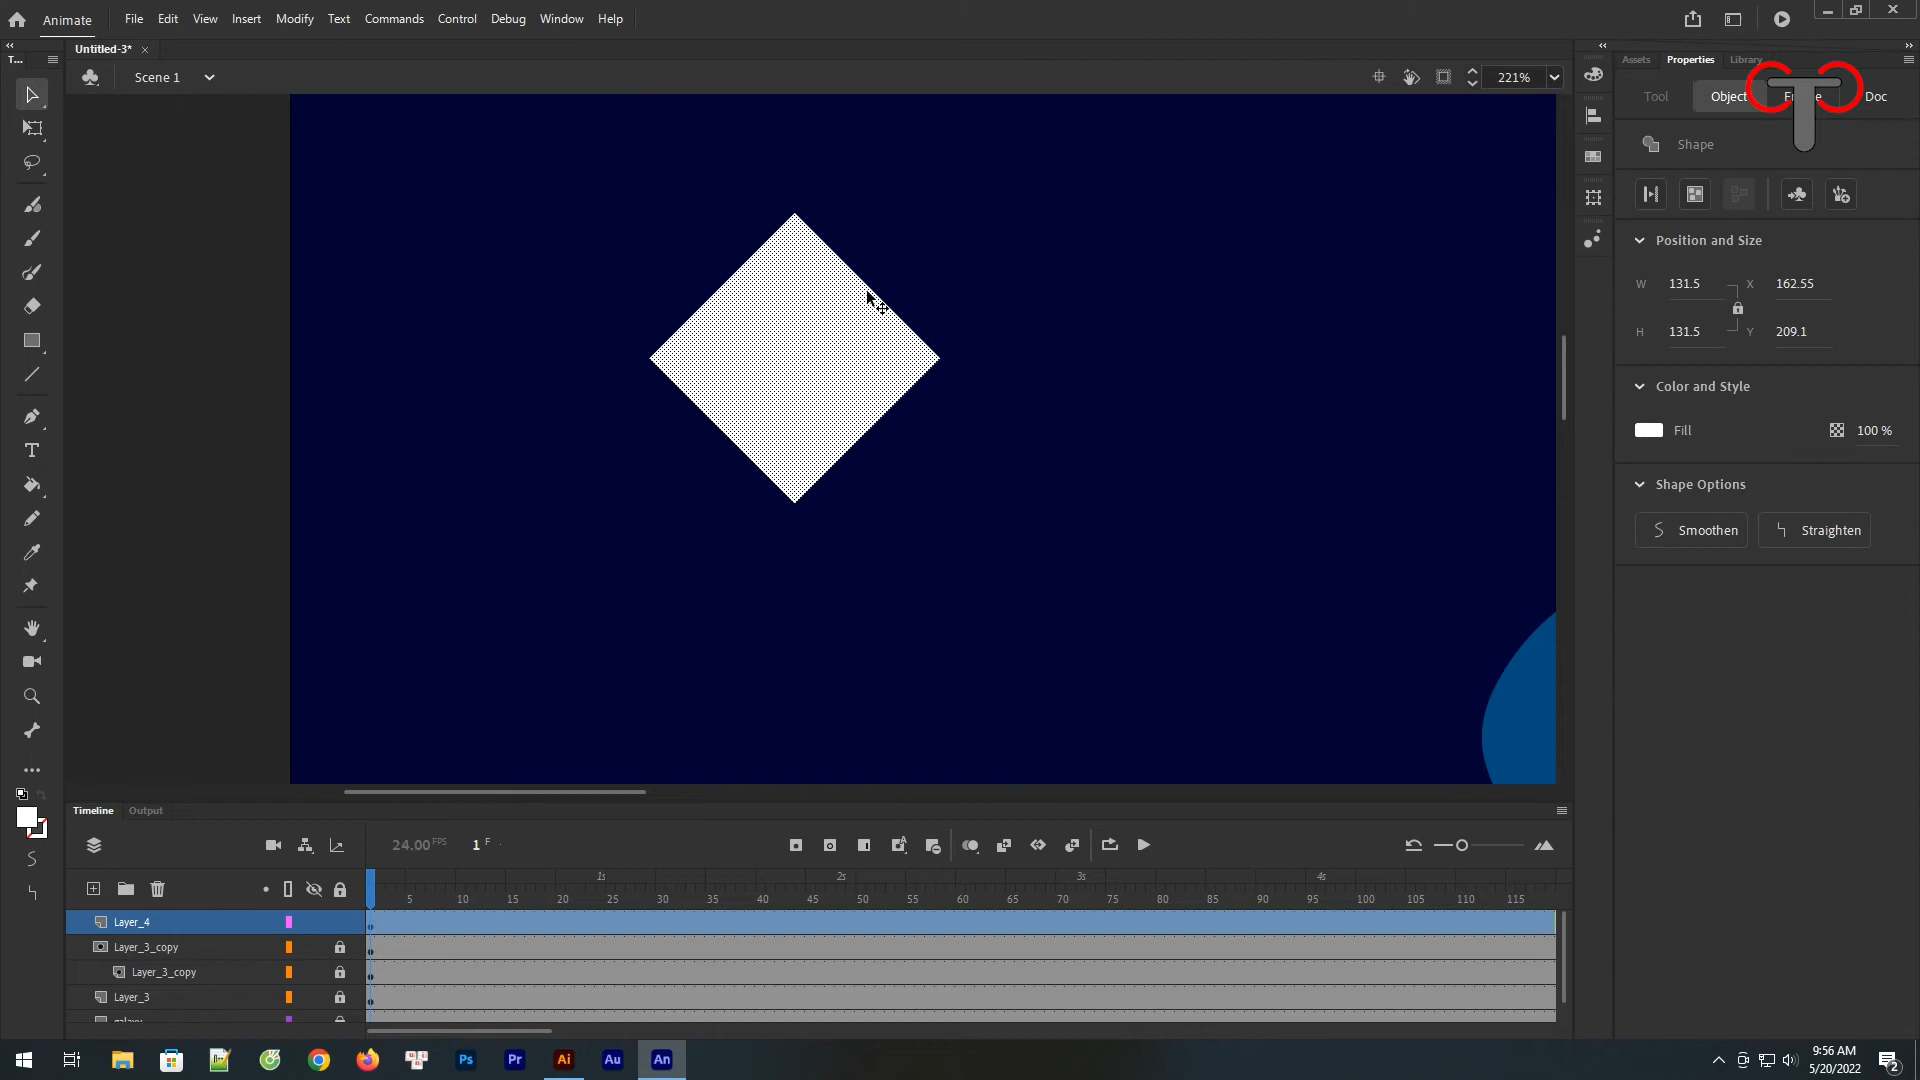 Animate File Edit View Insert Modify Text Commands Control Debug Window Help
Untitled-3*
T...
Scene 1
221%
Assets Properties Library
Tool Object Doc
Shape
Position and Size
W 131.5 X 162.55
H 131.5 Y 209.1
Color and Style
Fill 100 %
Shape Options
Smoothen Straighten
Timeline Output
24.00 FPS 1 F
1s 2s 3s 4s
5 10 15 20 25 30 35 40 45 50 55 60 65 70 75 80 85 90 95 100 105 110 115
Layer_4
Layer_3_copy
Layer_3_copy
Layer_3
Ps Pr Ai Au An
9:56 AM
5/20/2022
2